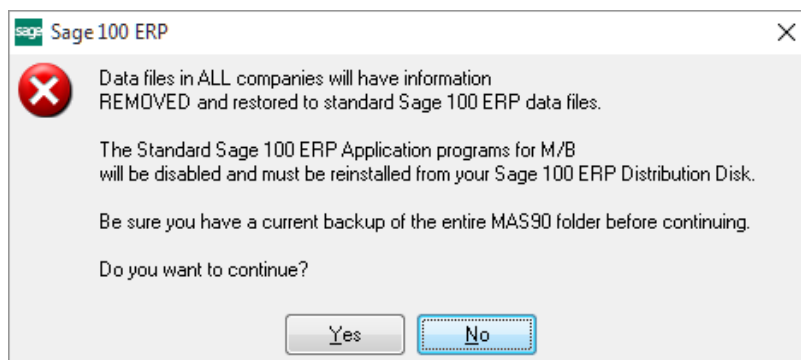 sage Sage 100 ERP
Data files in ALL companies will have information
REMOVED and restored to standard Sage 100 ERP data files.
The Standard Sage 100 ERP Application programs for M/B
will be disabled and must be reinstalled from your Sage 100 ERP Distribution Disk.
Be sure you have a current backup of the entire MAS90 folder before continuing.
Do you want to continue?
Yes No